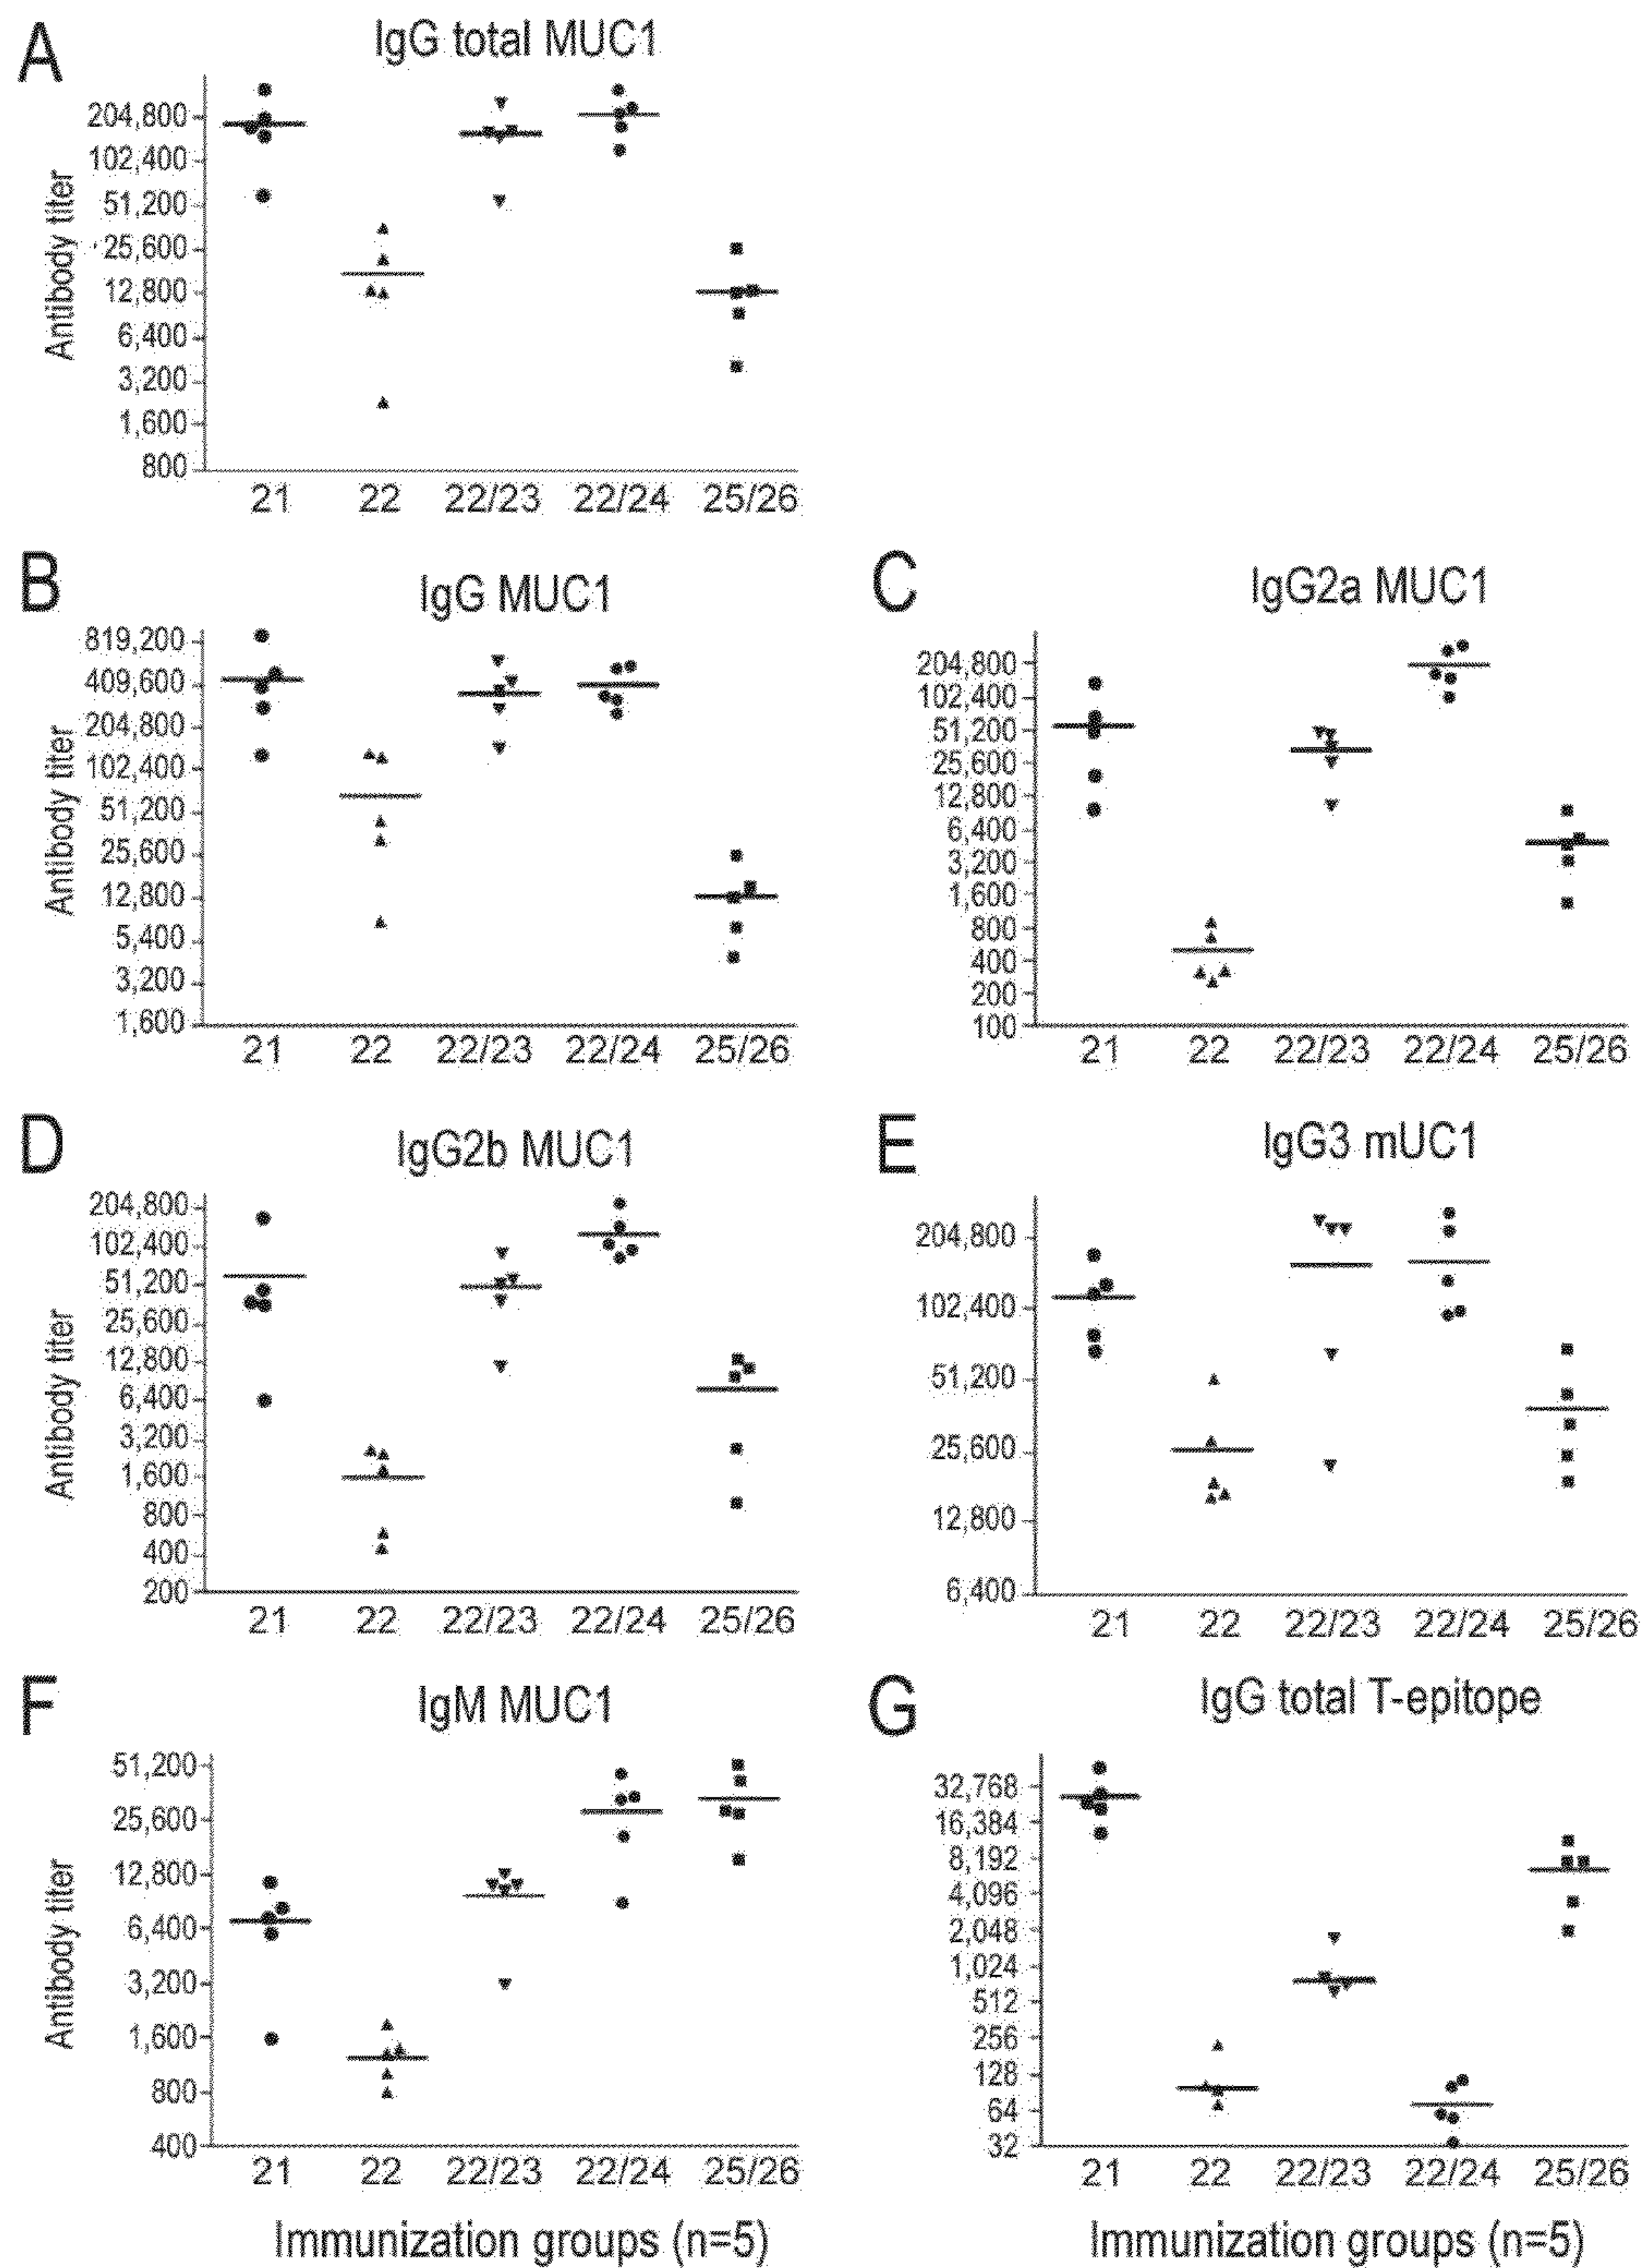 A
IgG total MUC1
Antibody titer
204,800
102,400
51,200
25,600
12,800
6,400
3,200
1,600
800
21 22 22/23 22/24 25/26
B
IgG MUC1
Antibody titer
819,200
409,600
204,800
102,400
51,200
25,600
12,800
5,400
3,200
1,600
21 22 22/23 22/24 25/26
C
IgG2a MUC1
204,800
102,400
51,200
25,600
12,800
6,400
3,200
1,600
800
400
200
100
21 22 22/23 22/24 25/26
D
IgG2b MUC1
Antibody titer
204,800
102,400
51,200
25,600
12,800
6,400
3,200
1,600
800
400
200
21 22 22/23 22/24 25/26
E
IgG3 mUC1
204,800
102,400
51,200
25,600
12,800
6,400
21 22 22/23 22/24 25/26
F
IgM MUC1
Antibody titer
51,200
25,600
12,800
6,400
3,200
1,600
800
400
21 22 22/23 22/24 25/26
Immunization groups (n=5)
G
IgG total T-epitope
32,768
16,384
8,192
4,096
2,048
1,024
512
256
128
64
32
21 22 22/23 22/24 25/26
Immunization groups (n=5)